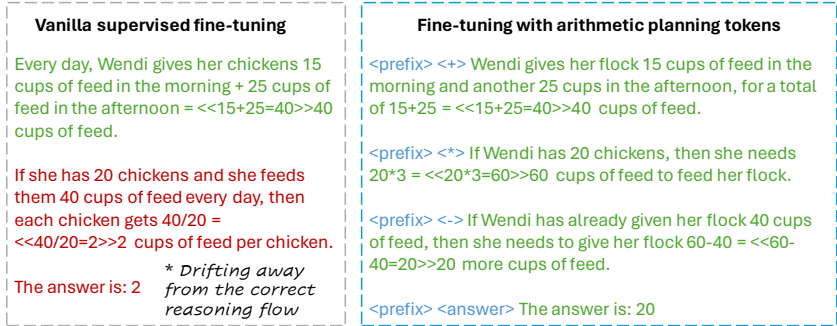 Vanilla supervised fine-tuning
Every day, Wendi gives her chickens 15
cups of feed in the morning + 25 cups of
feed in the afternoon = <<15+25=40>>40
cups of feed.
If she has 20 chickens and she feeds
them 40 cups of feed every day, then
each chicken gets 40/20 =
<<40/20=2>>2 cups of feed per chicken.
The answer is: 2
* Drifting away
from the correct
reasoning flow
Fine-tuning with arithmetic planning tokens
<prefix> <+> Wendi gives her flock 15 cups of feed in the
morning and another 25 cups in the afternoon, for a total
of 15+25 = <<15+25=40>>40 cups of feed.
<prefix> <*> If Wendi has 20 chickens, then she needs
20*3 = <<20*3=60>>60 cups of feed to feed her flock.
<prefix> <-> If Wendi has already given her flock 40 cups
of feed, then she needs to give her flock 60-40 = <<60-
40=20>>20 more cups of feed.
<prefix> <answer> The answer is: 20